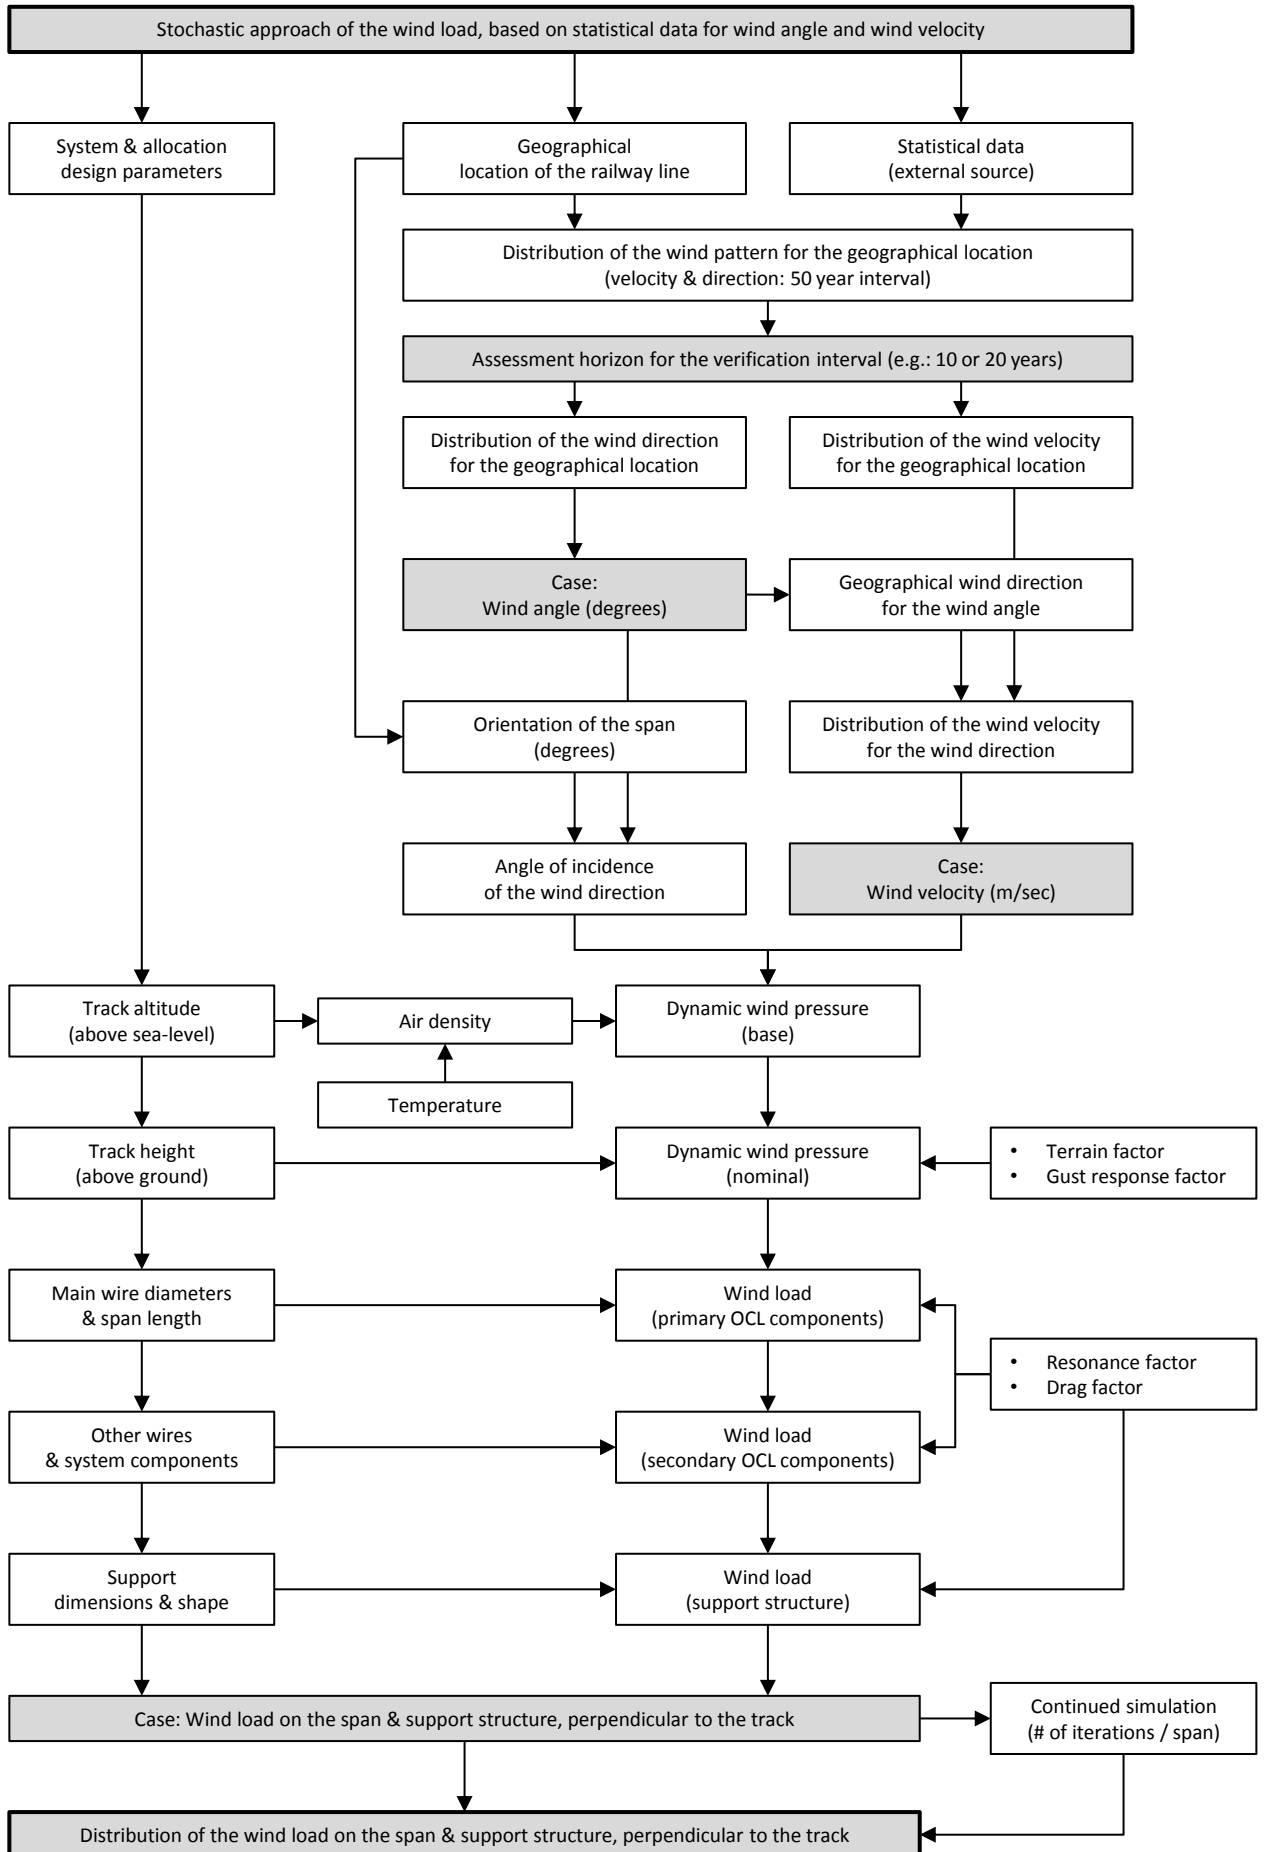 Stochastic approach of the wind load, based on statistical data for wind angle and wind velocity
System & allocation
design parameters
Geographical
location of the railway line
Statistical data
(external source)
Distribution of the wind pattern for the geographical location
(velocity & direction: 50 year interval)
Assessment horizon for the verification interval (e.g.: 10 or 20 years)
Distribution of the wind direction
for the geographical location
Distribution of the wind velocity
for the geographical location
Case:
Wind angle (degrees)
Geographical wind direction
for the wind angle
Orientation of the span
(degrees)
Distribution of the wind velocity
for the wind direction
Angle of incidence
of the wind direction
Case:
Wind velocity (m/sec)
Track altitude
(above sea-level)
Air density
Dynamic wind pressure
(base)
Temperature
Track height
(above ground)
Dynamic wind pressure
(nominal)
• Terrain factor
• Gust response factor
Main wire diameters
& span length
Wind load
(primary OCL components)
• Resonance factor
• Drag factor
Other wires
& system components
Wind load
(secondary OCL components)
Support
dimensions & shape
Wind load
(support structure)
Case: Wind load on the span & support structure, perpendicular to the track
Continued simulation
(# of iterations / span)
Distribution of the wind load on the span & support structure, perpendicular to the track